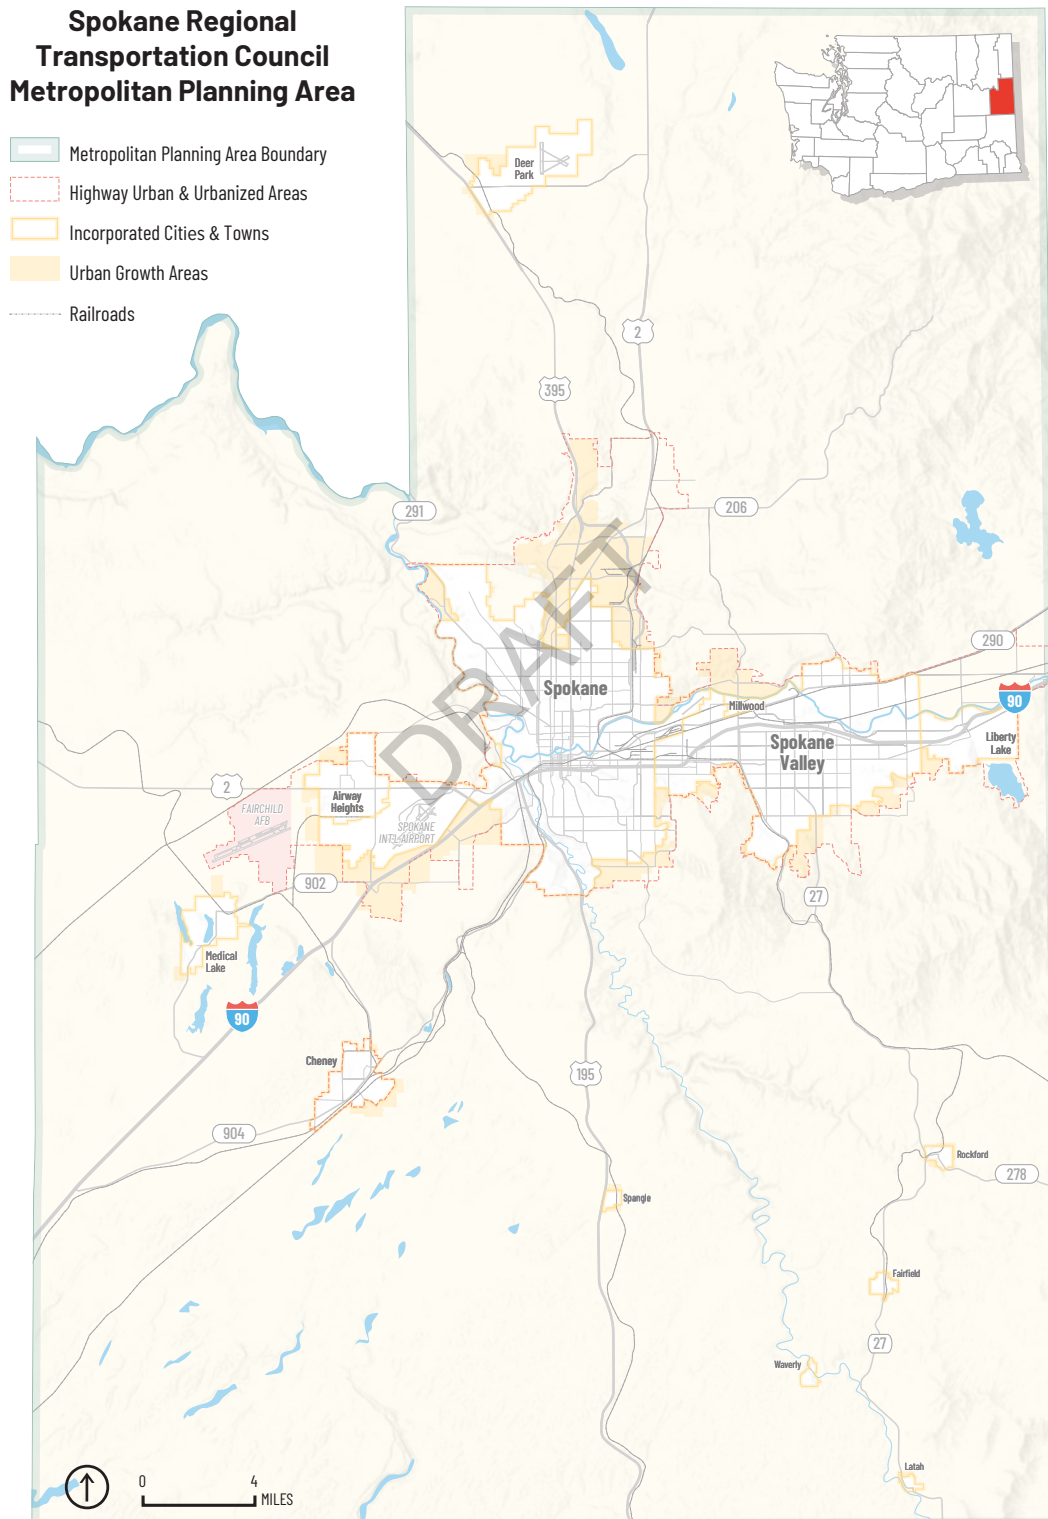 Spokane Regional
Transportation Council
Metropolitan Planning Area
Metropolitan Planning Area Boundary
Highway Urban & Urbanized Areas
Incorporated Cities & Towns
Urban Growth Areas
Railroads
Deer
Park
2
395
291
206
290
DRAFT
Spokane
Millwood
90
Spokane
Valley
Liberty
Lake
2
Airway
Heights
FAIRCHILD
AFB
SPOKANE
INT'L AIRPORT
902
27
Medical
Lake
90
Cheney
195
904
Rockford
278
Spangle
Fairfield
27
Waverly
Latah
0 4
MILES